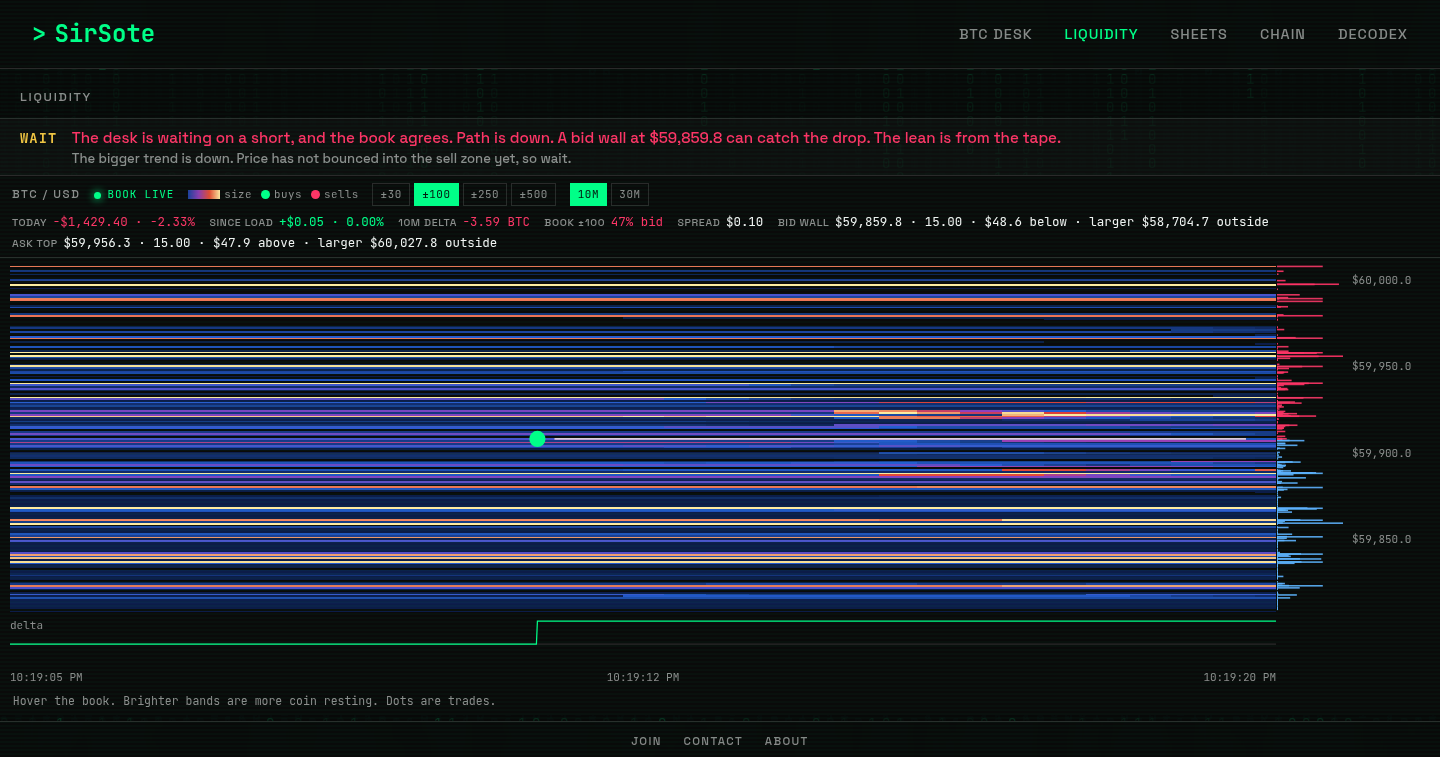 > SirSote
BTC DESK LIQUIDITY SHEETS CHAIN DECODEX
LIQUIDITY
WAIT The desk is waiting on a short, and the book agrees. Path is down. A bid wall at $59,859.8 can catch the drop. The lean is from the tape.
The bigger trend is down. Price has not bounced into the sell zone yet, so wait.
BTC / USD BOOK LIVE size buys sells ±30 ±100 ±250 ±500 10M 30M
TODAY -$1,429.40 · -2.33% SINCE LOAD +$0.05 · 0.00% 10M DELTA -3.59 BTC BOOK ±100 47% bid SPREAD $0.10 BID WALL $59,859.8 · 15.00 · $48.6 below · larger $58,704.7 outside
ASK TOP $59,956.3 · 15.00 · $47.9 above · larger $60,027.8 outside
$60,000.0
$59,950.0
$59,900.0
$59,850.0
delta
10:19:05 PM 10:19:12 PM 10:19:20 PM
Hover the book. Brighter bands are more coin resting. Dots are trades.
JOIN CONTACT ABOUT